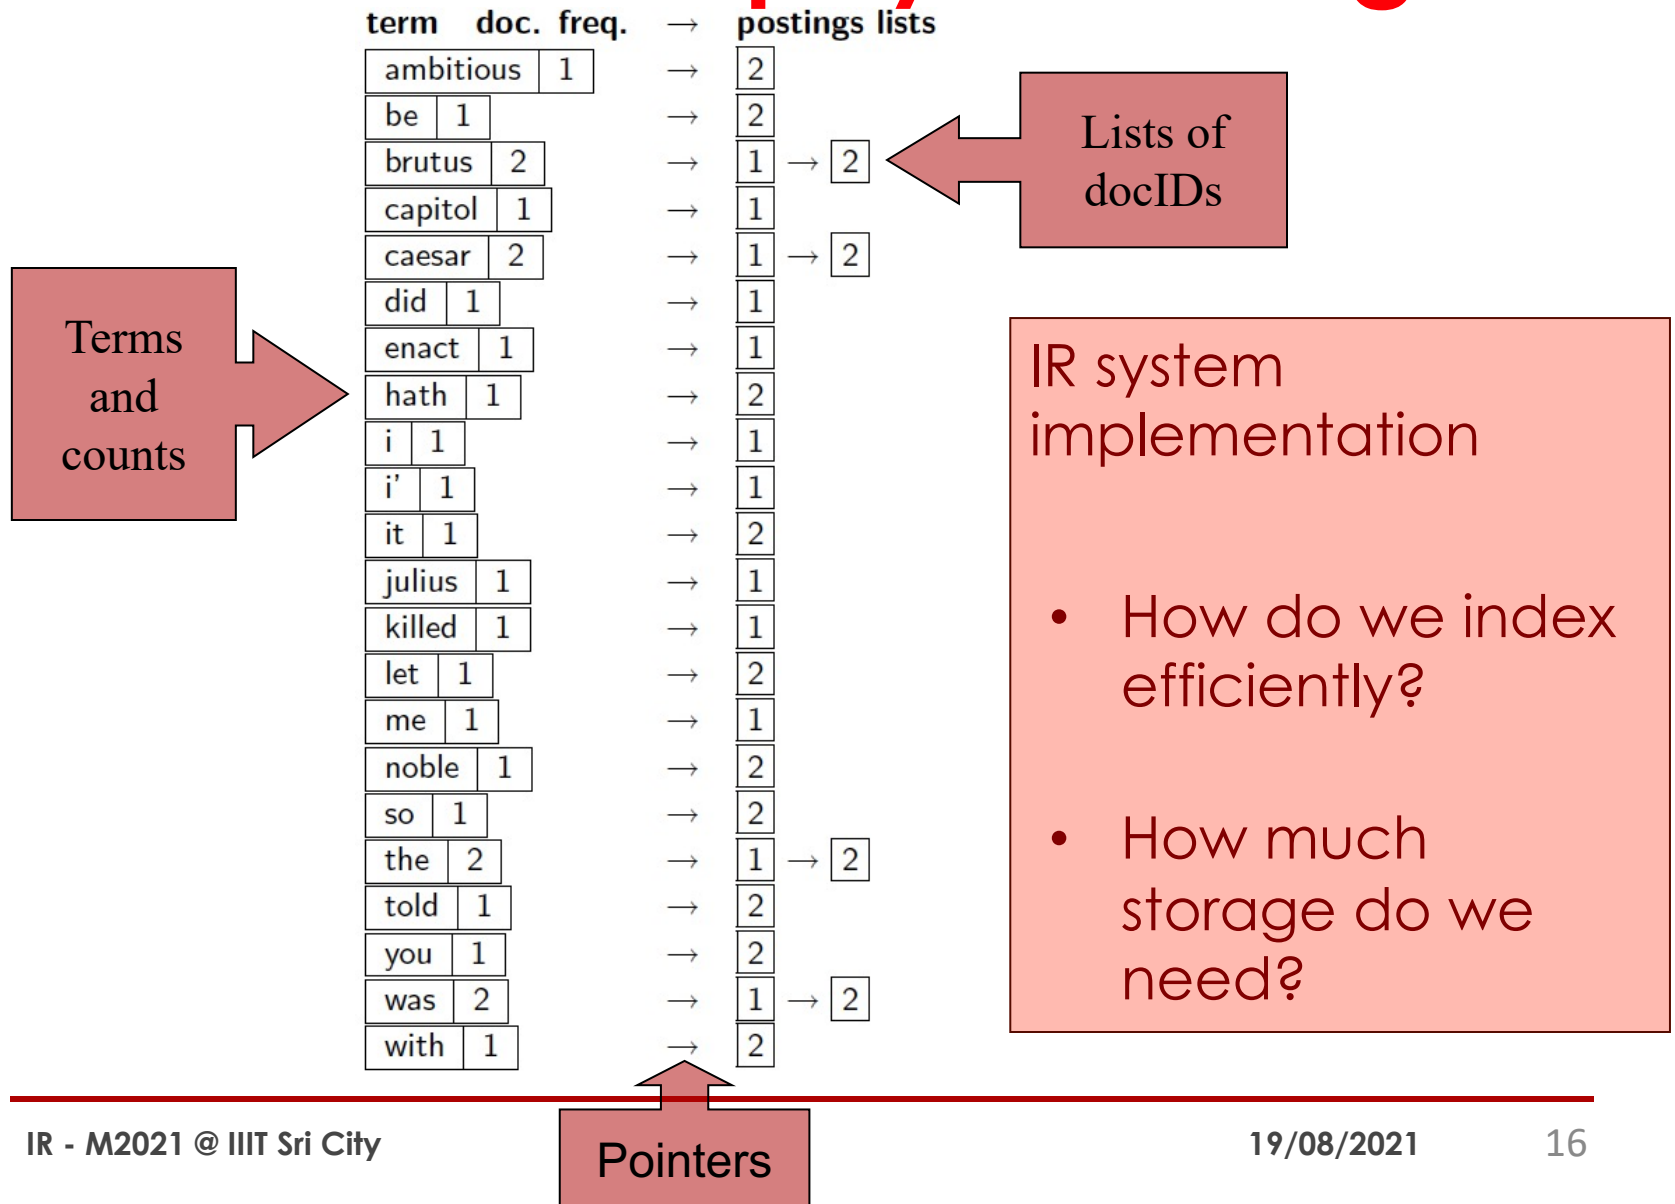 term doc. freq. → postings lists
ambitious 1 → 2
be 1 → 2
brutus 2 → 1 → 2
capitol 1 → 1
caesar 2 → 1 → 2
did 1 → 1
enact 1 → 1
hath 1 → 2
i 1 → 1
i' 1 → 1
it 1 → 2
julius 1 → 1
killed 1 → 1
let 1 → 2
me 1 → 1
noble 1 → 2
so 1 → 2
the 2 → 1 → 2
told 1 → 2
you 1 → 2
was 2 → 1 → 2
with 1 → 2
Lists of
docIDs
Terms
and
counts
IR system
implementation
• How do we index
efficiently?
• How much
storage do we
need?
Pointers
IR - M2021 @ IIIT Sri City
19/08/2021
16